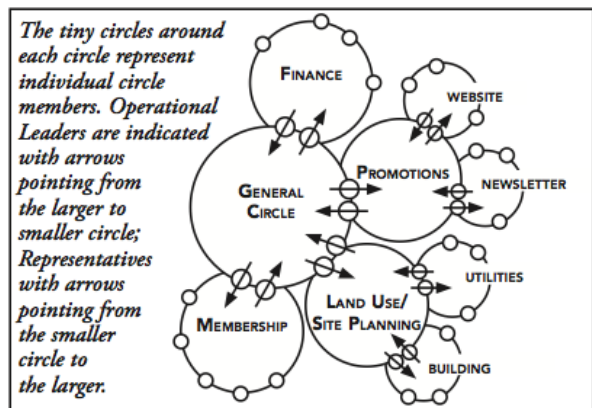 The tiny circles around
each circle represent
individual circle
members. Operational
Leaders are indicated
with arrows
pointing from
the larger to
smaller circle;
Representatives
with arrows
pointing from
the smaller
circle to
the larger.
FINANCE
WEBSITE
PROMOTIONS
NEWSLETTER
GENERAL
CIRCLE
UTILITIES
LAND USE/
SITE PLANNING
MEMBERSHIP
BUILDING